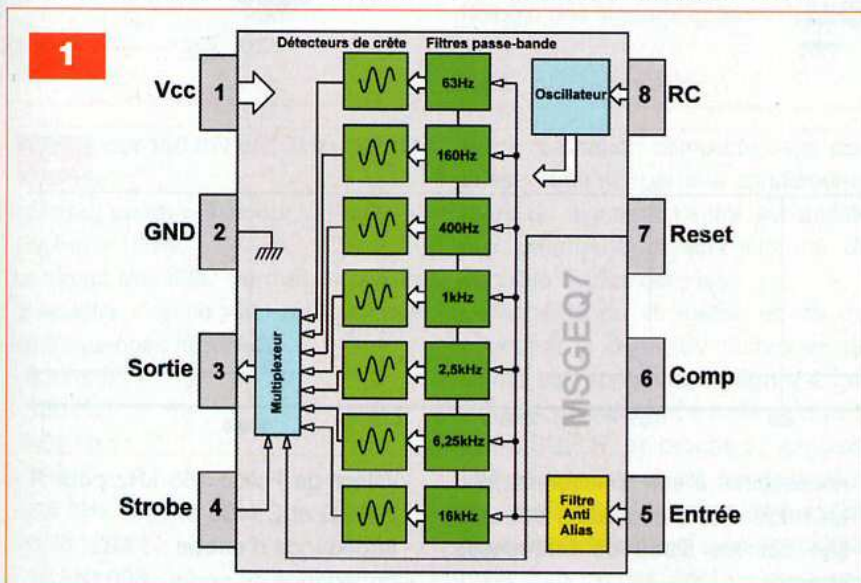 1
Détecteurs de crête Filtres passe-bande
Vcc 1
63Hz
Oscillateur
8 RC
160Hz
GND 2
400Hz
7 Reset
1kHz
MSGEQ7
Sortie 3
Multiplexeur
2,5kHz
6 Comp
6,25kHz
Strobe 4
16kHz
Filtre
Anti
Alias.
5 Entrée